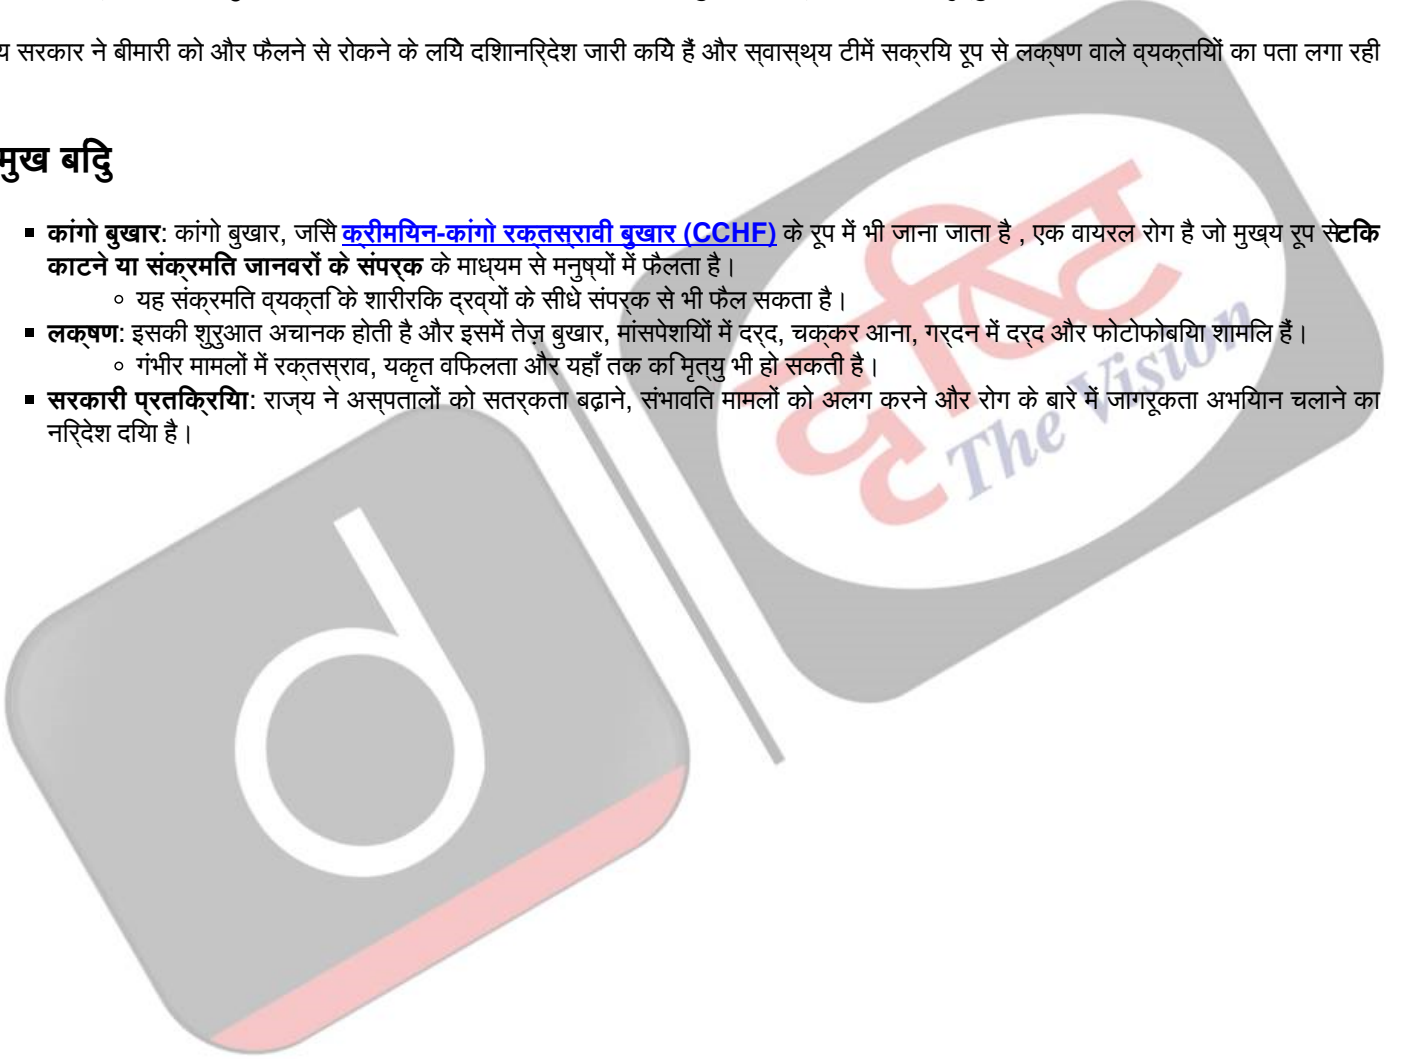 य सरकार ने बीमारी को और फैलने से रोकने के लिये दिशानिर्देश जारी किये हैं और स्वास्थ्य टीमें सक्रिय रूप से लक्षण वाले व्यक्तियों का पता लगा रही
मुख बिंदु
कांगो बुखार: कांगो बुखार, जिसे क्रीमियन-कांगो रक्तस्रावी बुखार (CCHF) के रूप में भी जाना जाता है , एक वायरल रोग है जो मुख्य रूप से टिक
काटने या संक्रमित जानवरों के संपर्क के माध्यम से मनुष्यों में फैलता है।
यह संक्रमित व्यक्ति के शारीरिक द्रव्यों के सीधे संपर्क से भी फैल सकता है।
लक्षण: इसकी शुरुआत अचानक होती है और इसमें तेज़ बुखार, मांसपेशियों में दर्द, चक्कर आना, गर्दन में दर्द और फोटोफोबिया शामिल हैं।
गंभीर मामलों में रक्तस्राव, यकृत विफलता और यहाँ तक कि मृत्यु भी हो सकती है।
सरकारी प्रतिक्रिया: राज्य ने अस्पतालों को सतर्कता बढ़ाने, संभावित मामलों को अलग करने और रोग के बारे में जागरूकता अभियान चलाने का
निर्देश दिया है।
दृष्टि
The Vision